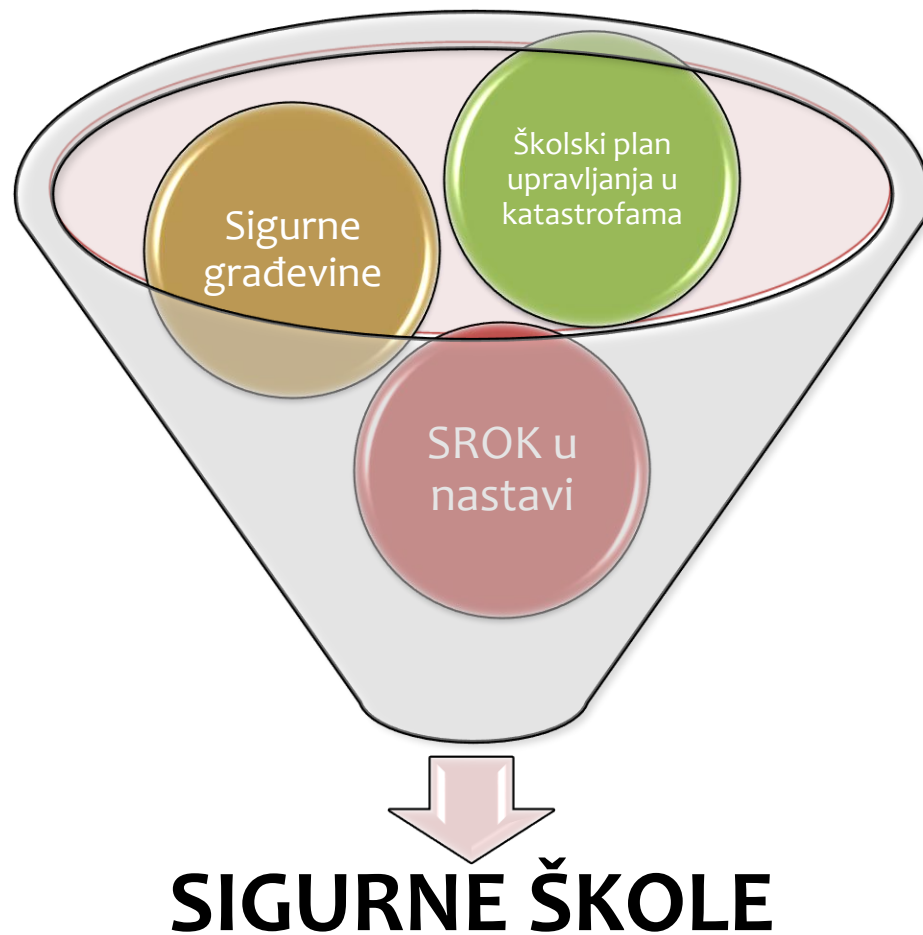 Školski plan
upravljanja u
katastrofama
Sigurne
građevine
SROK u
nastavi
SIGURNE ŠKOLE